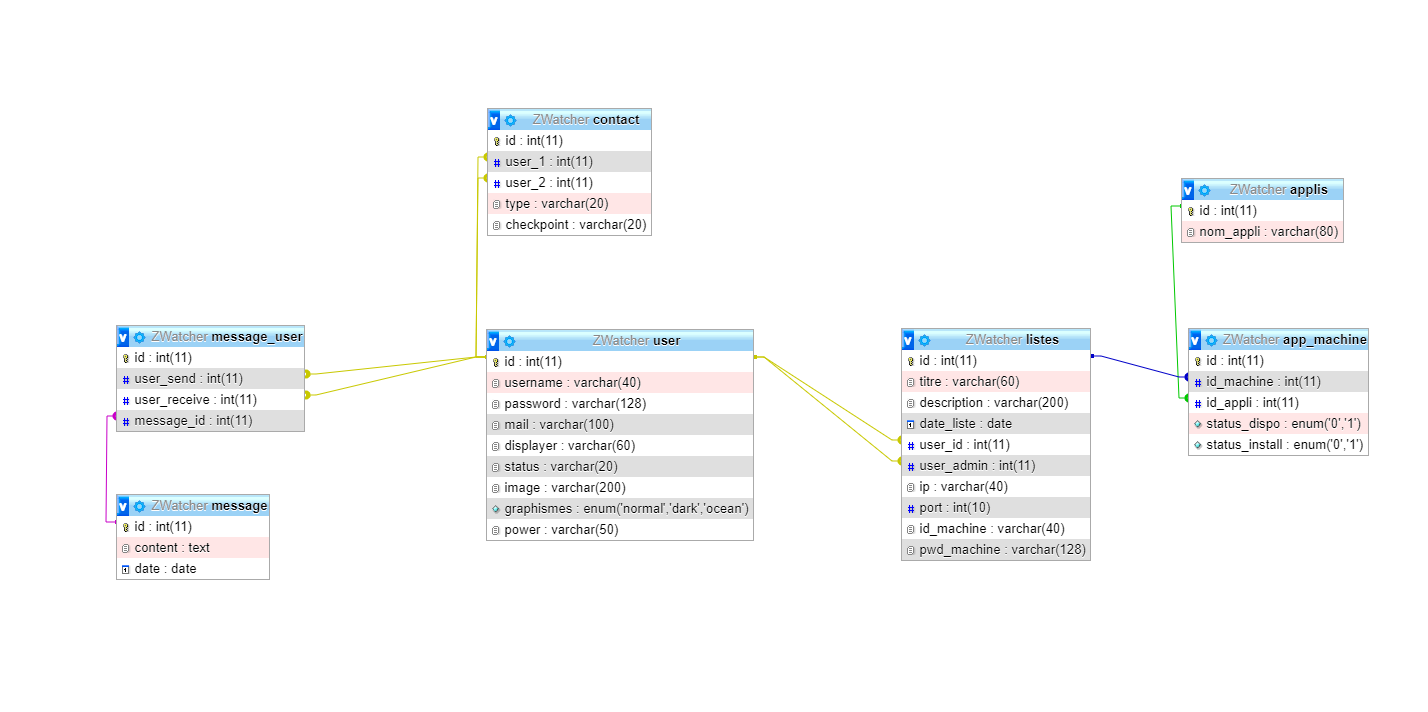 ZWatcher contact
id : int(11)
user_1 : int(11)
user_2 : int(11)
type : varchar(20)
checkpoint : varchar(20)
ZWatcher applis
id : int(11)
nom_appli : varchar(80)
ZWatcher message_user
id : int(11)
user_send : int(11)
user_receive : int(11)
message_id : int(11)
ZWatcher user
id : int(11)
username : varchar(40)
password : varchar(128)
mail : varchar(100)
displayer : varchar(60)
status : varchar(20)
image : varchar(200)
graphismes : enum('normal','dark','ocean')
power : varchar(50)
ZWatcher listes
id : int(11)
titre : varchar(60)
description : varchar(200)
date_liste : date
user_id : int(11)
user_admin : int(11)
ip : varchar(40)
port : int(10)
id_machine : varchar(40)
pwd_machine : varchar(128)
ZWatcher app_machine
id : int(11)
id_machine : int(11)
id_appli : int(11)
status_dispo : enum('0','1')
status_install : enum('0','1')
ZWatcher message
id : int(11)
content : text
date : date